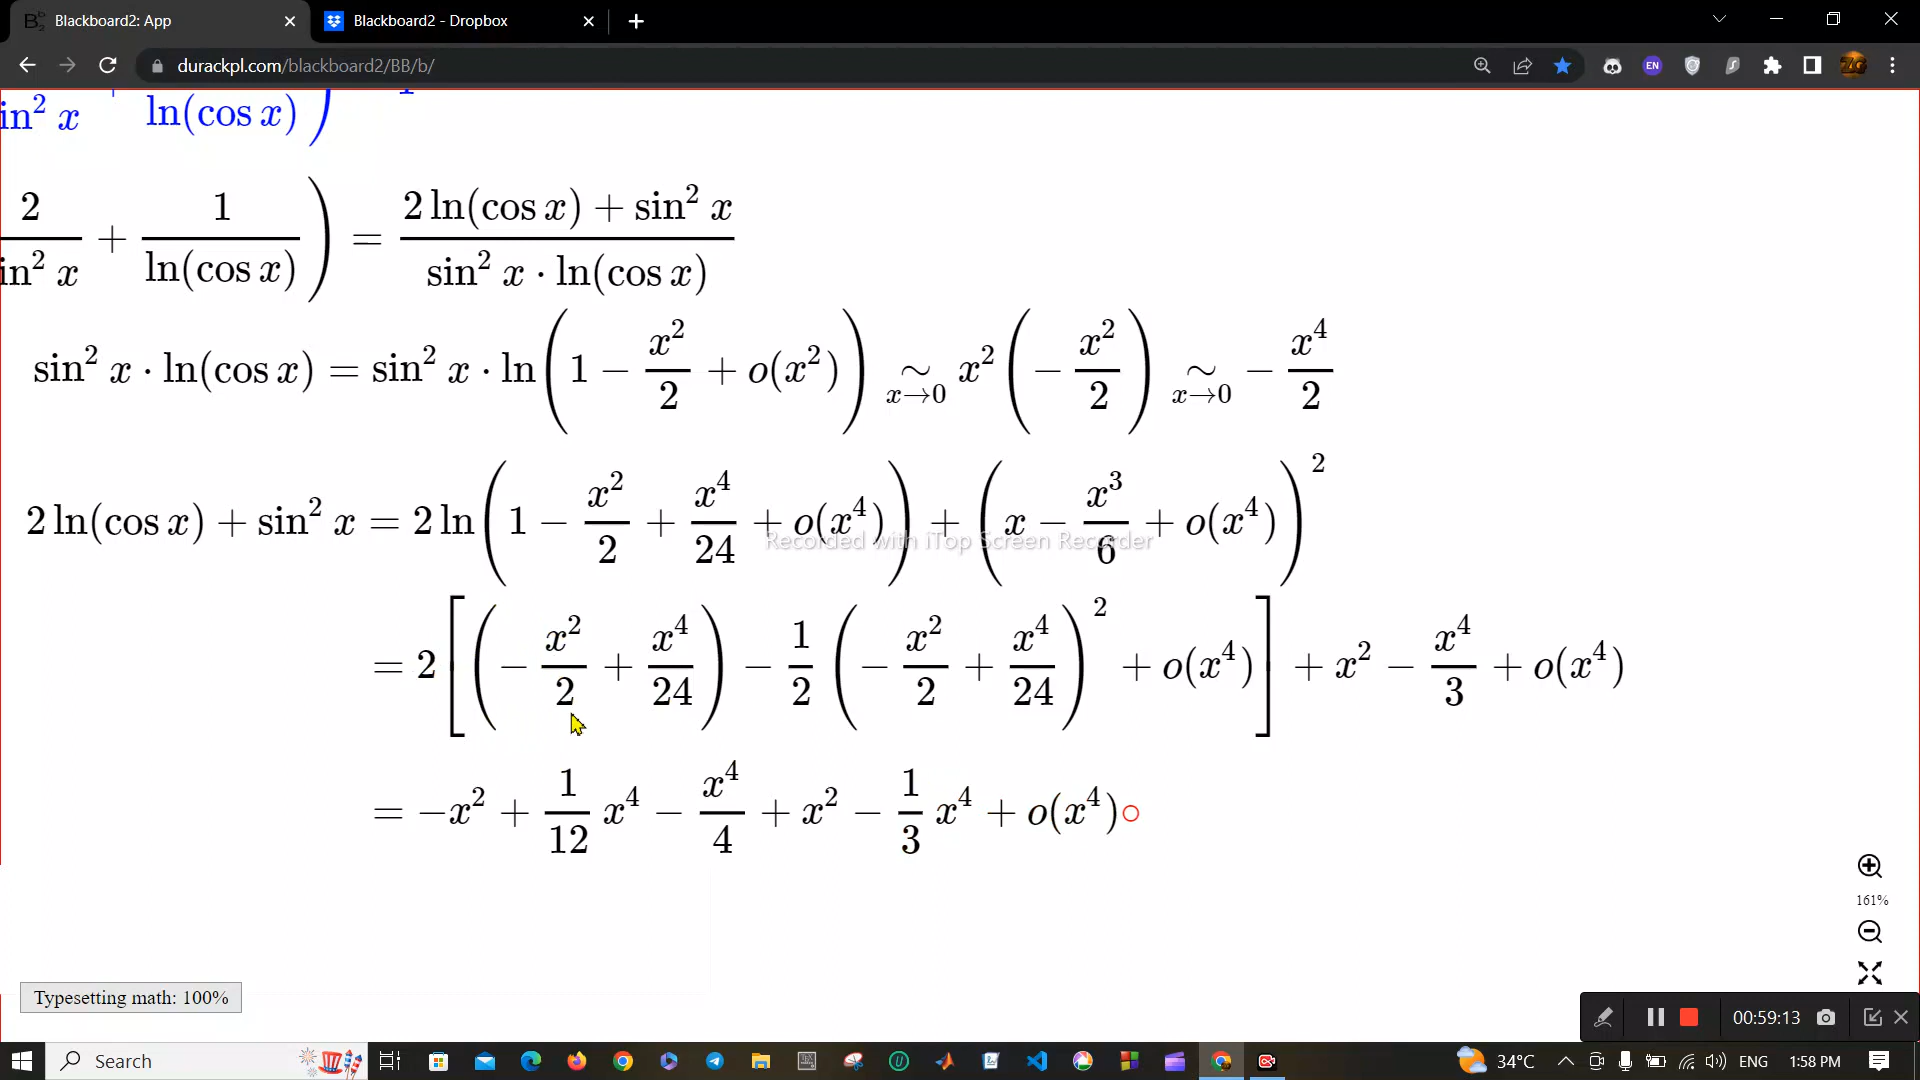 Blackboard2: App
Blackboard2 - Dropbox
durackpl.com/blackboard2/BB/b/
EN
in² x ln(cos x) )
2/in² x + 1/ln(cos x) ) = (2 ln(cos x) + sin² x)/(sin² x · ln(cos x))
sin² x · ln(cos x) = sin² x · ln(1 − x²/2 + o(x²)) ~ x→0 x²(− x²/2) ~ x→0 − x⁴/2
2 ln(cos x) + sin² x = 2 ln(1 − x²/2 + x⁴/24 + o(x⁴)) + (x − x³/6 + o(x⁴))²
Recorded with iTop Screen Recorder
= 2[(− x²/2 + x⁴/24) − 1/2 (− x²/2 + x⁴/24)² + o(x⁴)] + x² − x⁴/3 + o(x⁴)
= −x² + 1/12 x⁴ − x⁴/4 + x² − 1/3 x⁴ + o(x⁴)
161%
Typesetting math: 100%
00:59:13
Search
34°C
ENG
1:58 PM